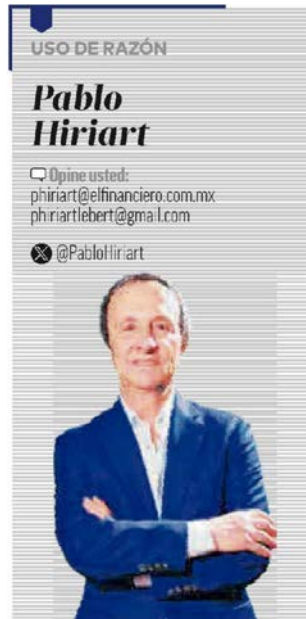 USO DE RAZÓN
Pablo
Hiriart
Opine usted:
phiriart@elfinanciero.com.mx
phiriartlebert@gmail.com
@PabloHiriart